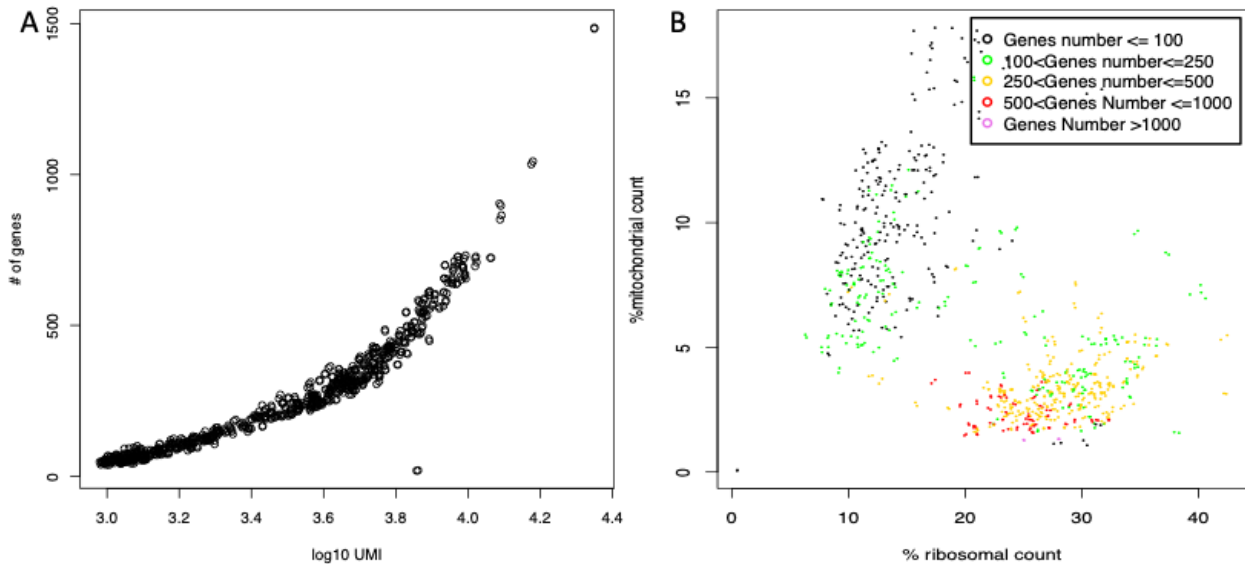 A
1500
1000
500
0
# of genes
3.0 3.2 3.4 3.6 3.8 4.0 4.2 4.4
log10 UMI
B
Genes number <= 100
100<Genes number<=250
250<Genes number<=500
500<Genes Number <=1000
Genes Number >1000
15
10
5
0
%mitochondrial count
0 10 20 30 40
% ribosomal count